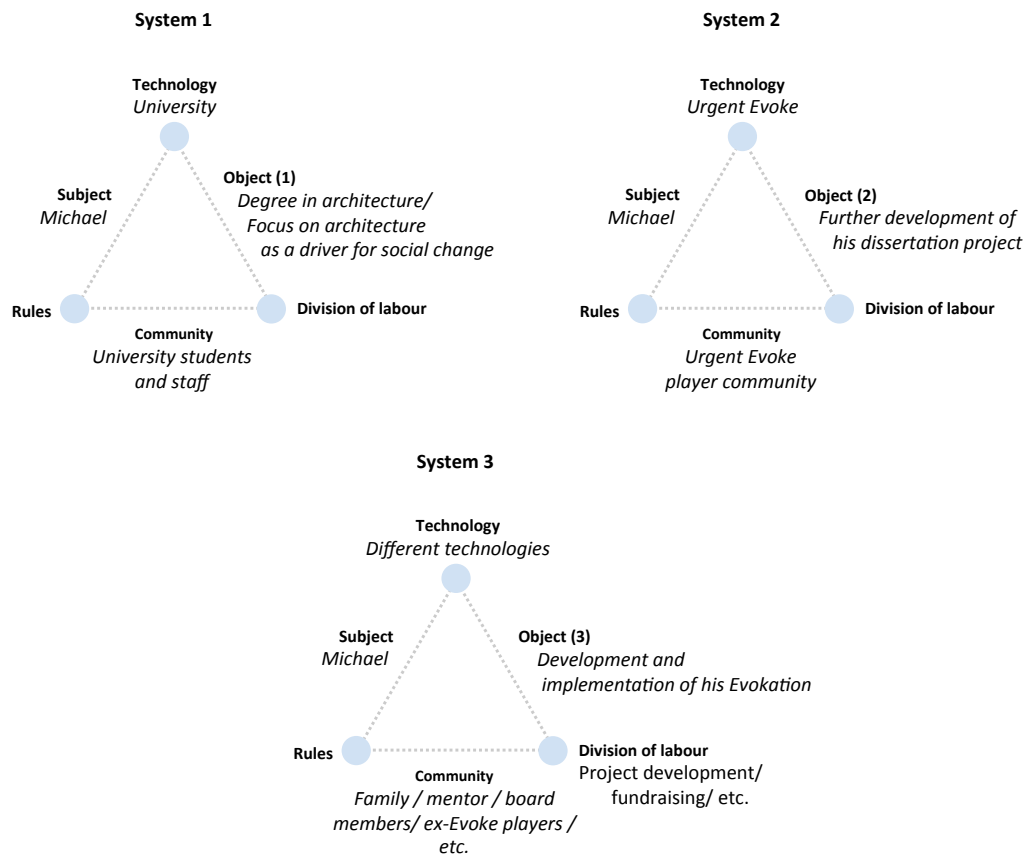 System 1
Technology
University
Subject
Michael
Object (1)
Degree in architecture/
Focus on architecture
as a driver for social change
Rules
Division of labour
Community
University students
and staff
System 2
Technology
Urgent Evoke
Subject
Michael
Object (2)
Further development of
his dissertation project
Rules
Division of labour
Community
Urgent Evoke
player community
System 3
Technology
Different technologies
Subject
Michael
Object (3)
Development and
implementation of his Evokation
Rules
Division of labour
Project development/
fundraising/ etc.
Community
Family / mentor / board
members/ ex-Evoke players /
etc.